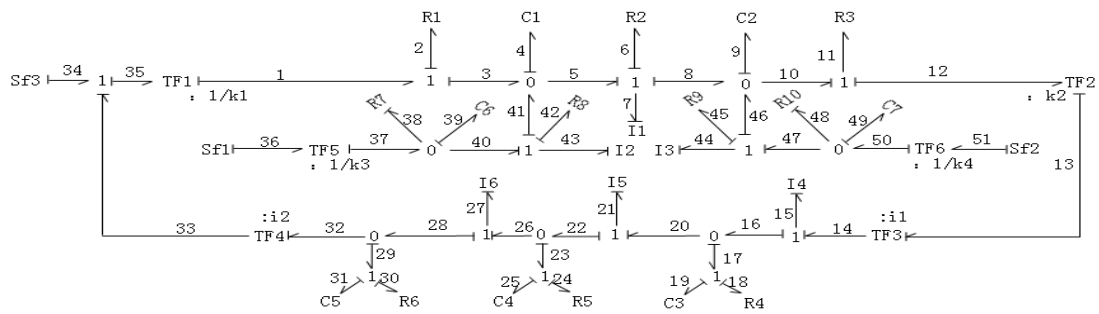 R1 C1 R2 C2 R3
2 4 6 9 11
Sf3 34 1 35 TF1 1 1 3 0 5 1 8 0 10 1 12 TF2
: 1/k1 : k2
R7 38 39 C6 41 42 R8 7 I1 R9 45 46 R10 48 49 C7
Sf1 36 TF5 37 0 40 1 43 I2 I3 44 1 47 0 50 TF6 51 Sf2
: 1/k3 : 1/k4
13
I6 I5 I4
27 21 15
:i2 :i1
33 TF4 32 0 28 1 26 0 22 1 20 0 16 1 14 TF3
29 23 17
31 1 30 25 1 24 19 1 18
C5 R6 C4 R5 C3 R4